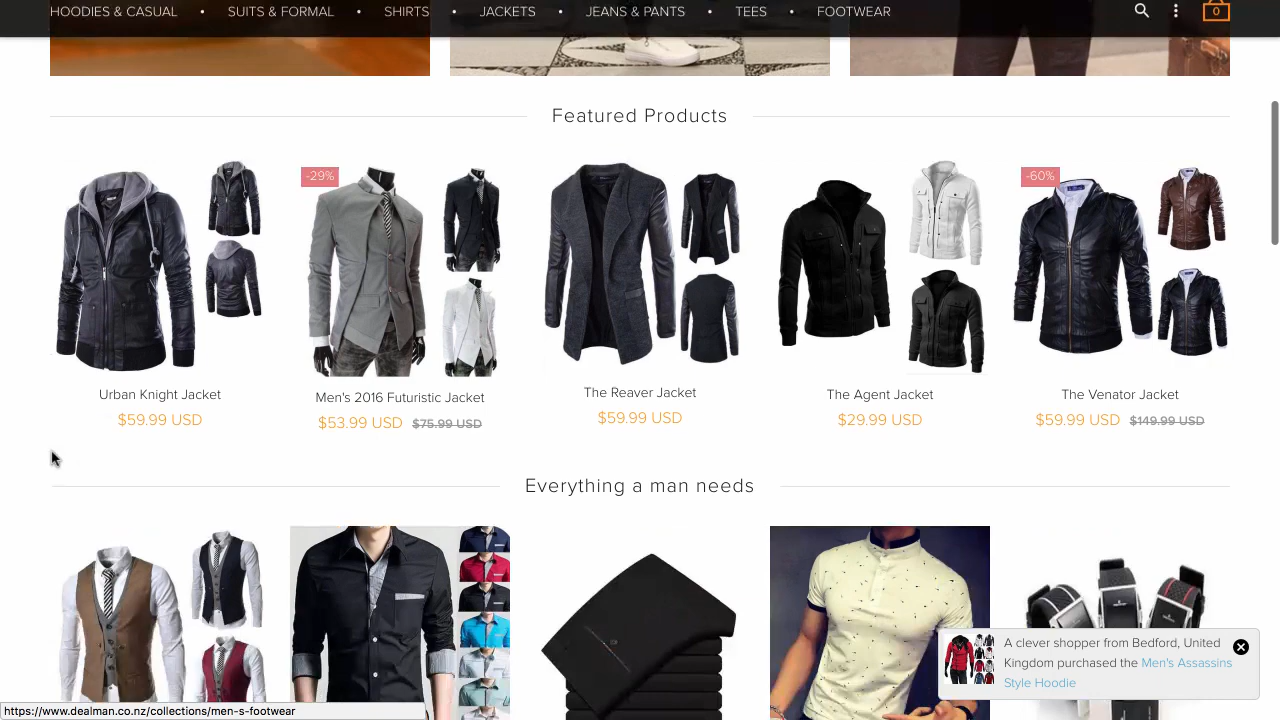 HOODIES & CASUAL • SUITS & FORMAL • SHIRTS • JACKETS • JEANS & PANTS • TEES • FOOTWEAR
0
Featured Products
-29%
-60%
Urban Knight Jacket
$59.99 USD
Men's 2016 Futuristic Jacket
$53.99 USD $75.99 USD
The Reaver Jacket
$59.99 USD
The Agent Jacket
$29.99 USD
The Venator Jacket
$59.99 USD $149.99 USD
Everything a man needs
A clever shopper from Bedford, United
Kingdom purchased the Men's Assassins
Style Hoodie
https://www.dealman.co.nz/collections/men-s-footwear